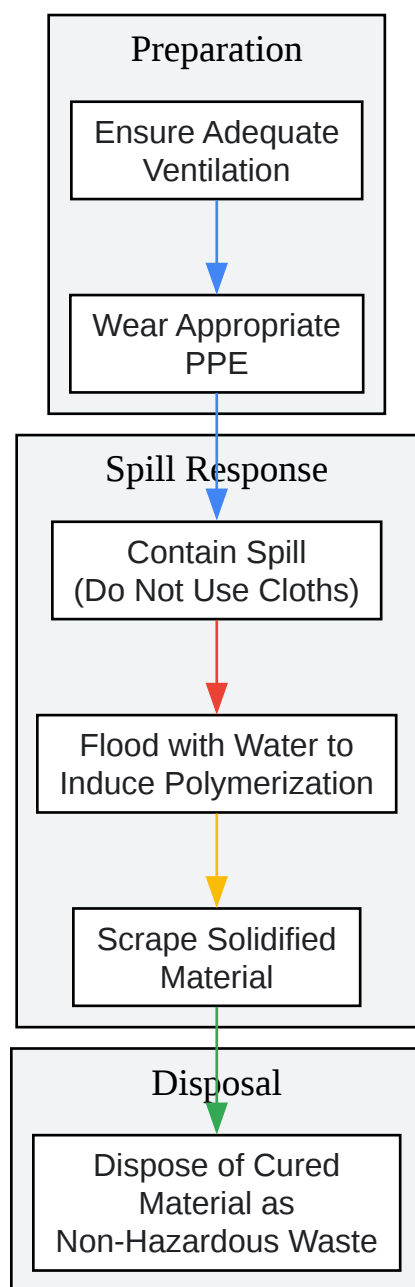 Preparation
Ensure Adequate
Ventilation
Wear Appropriate
PPE
Spill Response
Contain Spill
(Do Not Use Cloths)
Flood with Water to
Induce Polymerization
Scrape Solidified
Material
Disposal
Dispose of Cured
Material as
Non-Hazardous Waste